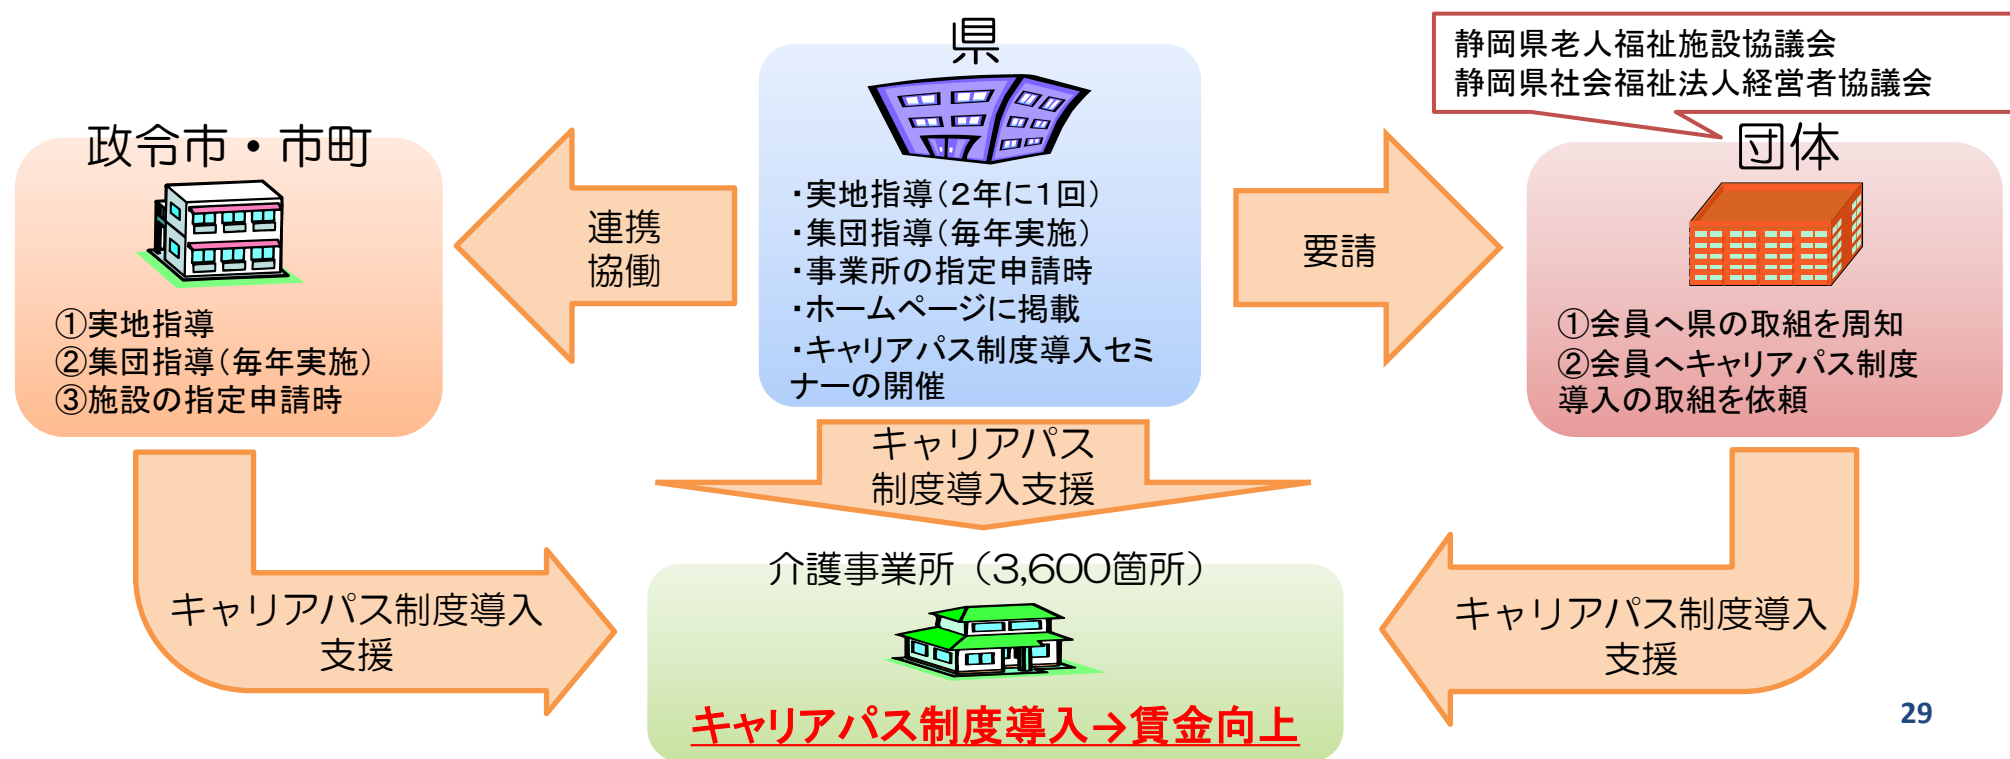 県
静岡県老人福祉施設協議会
静岡県社会福祉法人経営者協議会
政令市・市町
団体
・実地指導(2年に1回)
・集団指導(毎年実施)
・事業所の指定申請時
・ホームページに掲載
・キャリアパス制度導入セミ
ナーの開催
連携
協働
要請
①実地指導
②集団指導(毎年実施)
③施設の指定申請時
①会員へ県の取組を周知
②会員へキャリアパス制度
導入の取組を依頼
キャリアパス
制度導入支援
介護事業所(3,600箇所)
キャリアパス制度導入
支援
キャリアパス制度導入
支援
キャリアパス制度導入→賃金向上
29